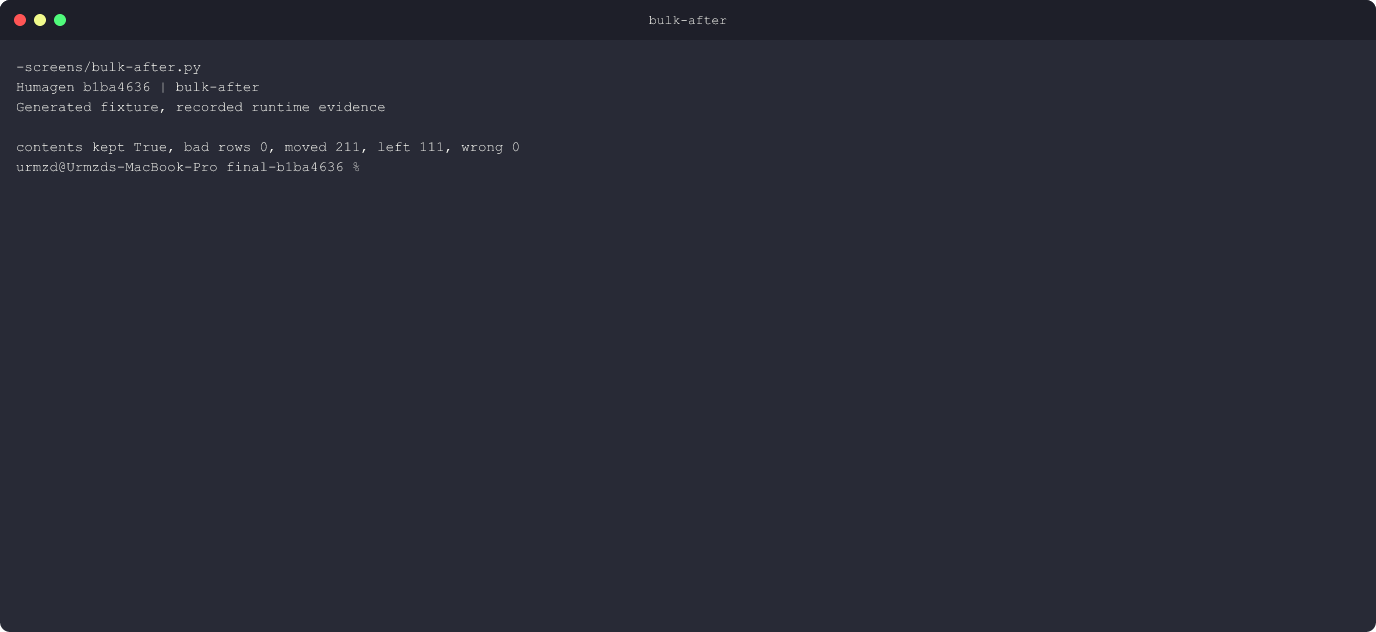 bulk-after
-screens/bulk-after.py
Humagen b1ba4636 | bulk-after
Generated fixture, recorded runtime evidence
contents kept True, bad rows 0, moved 211, left 111, wrong 0
urmzd@Urmzds-MacBook-Pro final-b1ba4636 %